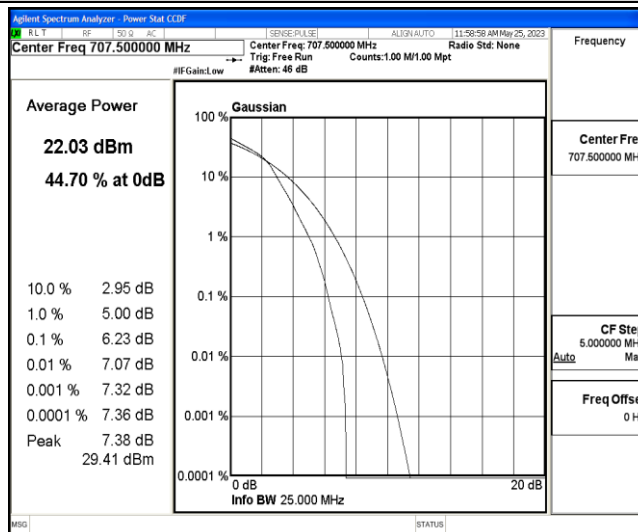 Agilent Spectrum Analyzer - Power Stat CCDF
RLT RF 50 Ω AC SENSE:PULSE ALIGN AUTO 11:58:58 AM May 25, 2023
Center Freq 707.500000 MHz
Center Freq: 707.500000 MHz Radio Std: None
Trig: Free Run Counts:1.00 M/1.00 Mpt
#IFGain:Low #Atten: 46 dB
Frequency
Average Power
22.03 dBm
44.70 % at 0dB
10.0 % 2.95 dB
1.0 % 5.00 dB
0.1 % 6.23 dB
0.01 % 7.07 dB
0.001 % 7.32 dB
0.0001 % 7.36 dB
Peak 7.38 dB
29.41 dBm
Gaussian
100 %
10 %
1 %
0.1 %
0.01 %
0.001 %
0.0001 %
0 dB 20 dB
Info BW 25.000 MHz
Center Fre
707.500000 MH
CF Ste
5.000000 MH
Auto Ma
Freq Offse
0 H
MSG STATUS